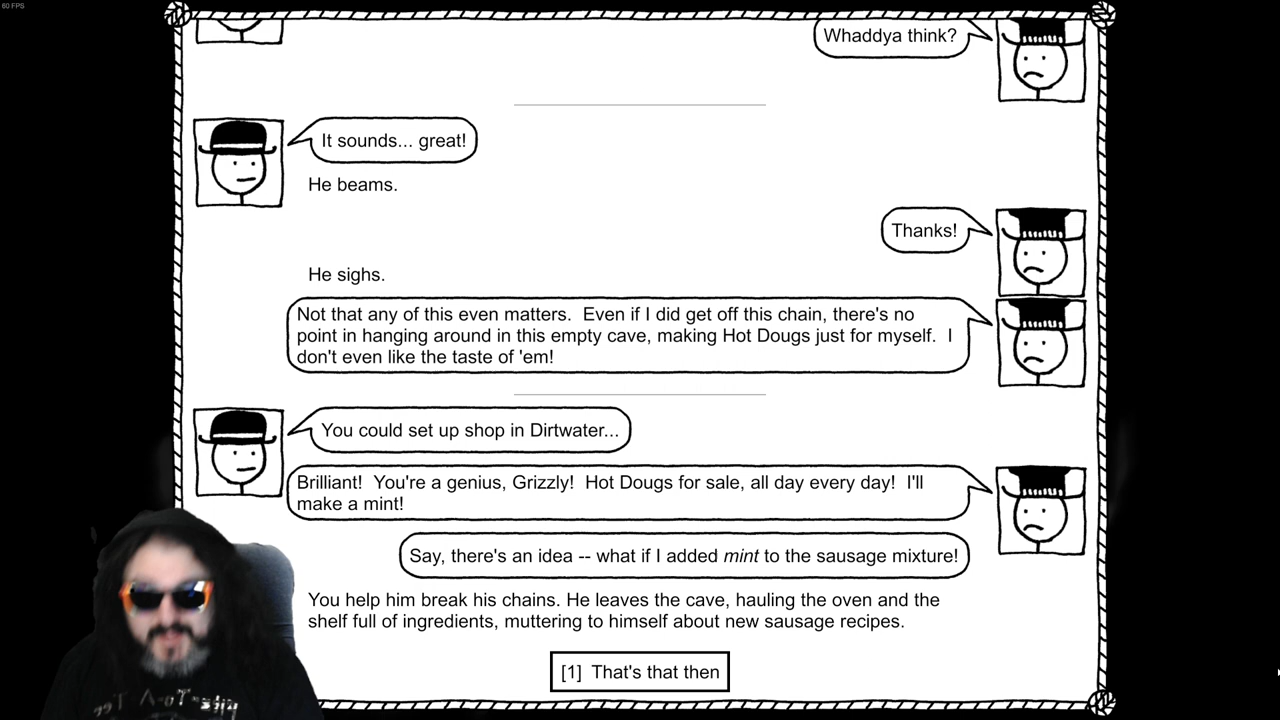 60 FPS
Whaddya think?
It sounds... great!
He beams.
Thanks!
He sighs.
Not that any of this even matters.  Even if I did get off this chain, there's no
point in hanging around in this empty cave, making Hot Dougs just for myself.  I
don't even like the taste of 'em!
You could set up shop in Dirtwater...
Brilliant!  You're a genius, Grizzly!  Hot Dougs for sale, all day every day!  I'll
make a mint!
Say, there's an idea -- what if I added mint to the sausage mixture!
You help him break his chains. He leaves the cave, hauling the oven and the
shelf full of ingredients, muttering to himself about new sausage recipes.
[1]  That's that then